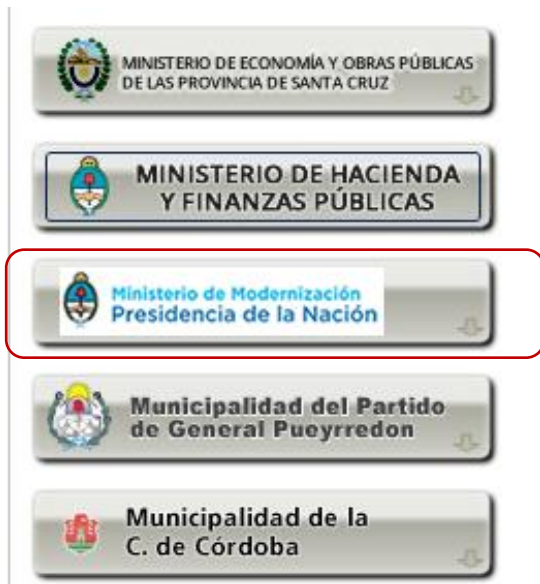 MINISTERIO DE ECONOMÍA Y OBRAS PÚBLICAS
DE LAS PROVINCIA DE SANTA CRUZ
MINISTERIO DE HACIENDA
Y FINANZAS PÚBLICAS
Ministerio de Modernización
Presidencia de la Nación
Municipalidad del Partido
de General Pueyrredon
Municipalidad de la
C. de Córdoba